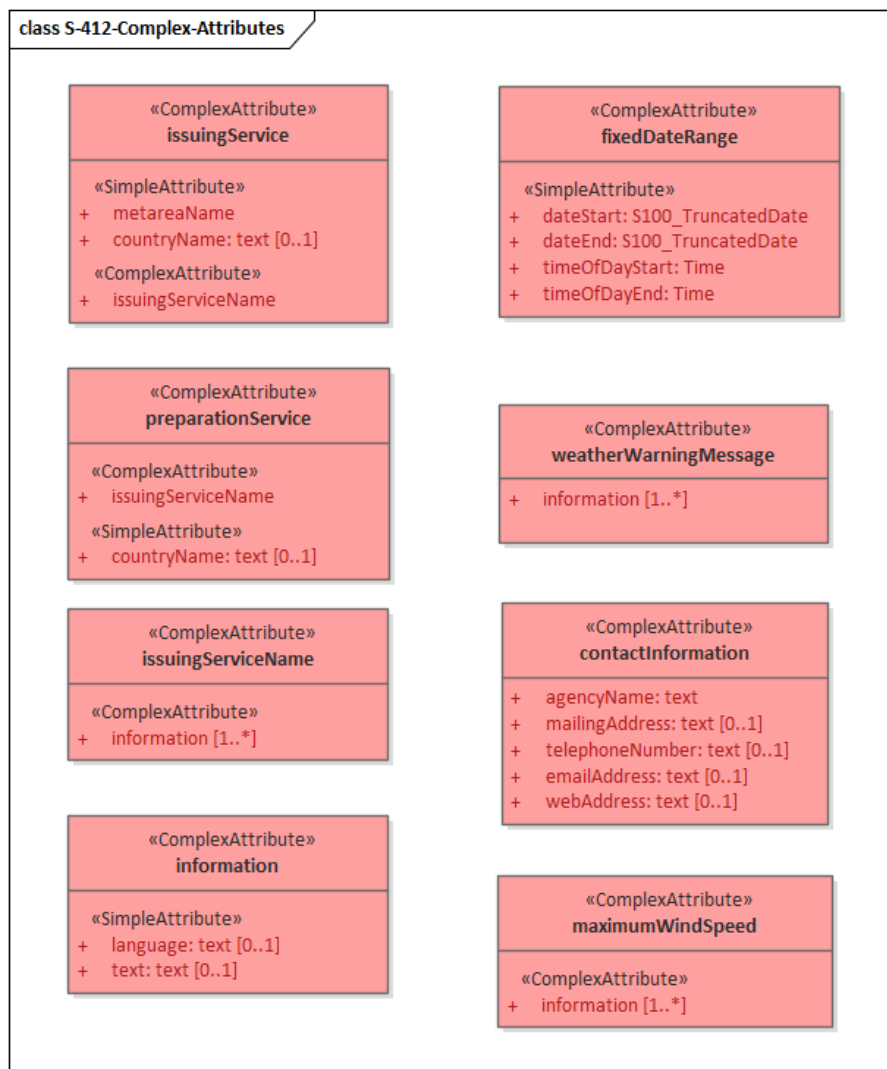 class S-412-Complex-Attributes
«ComplexAttribute»
issuingService
«SimpleAttribute»
+ metareaName
+ countryName: text [0..1]
«ComplexAttribute»
+ issuingServiceName
«ComplexAttribute»
fixedDateRange
«SimpleAttribute»
+ dateStart: S100_TruncatedDate
+ dateEnd: S100_TruncatedDate
+ timeOfDayStart: Time
+ timeOfDayEnd: Time
«ComplexAttribute»
preparationService
«ComplexAttribute»
+ issuingServiceName
«SimpleAttribute»
+ countryName: text [0..1]
«ComplexAttribute»
weatherWarningMessage
+ information [1..*]
«ComplexAttribute»
issuingServiceName
«ComplexAttribute»
+ information [1..*]
«ComplexAttribute»
contactInformation
+ agencyName: text
+ mailingAddress: text [0..1]
+ telephoneNumber: text [0..1]
+ emailAddress: text [0..1]
+ webAddress: text [0..1]
«ComplexAttribute»
information
«SimpleAttribute»
+ language: text [0..1]
+ text: text [0..1]
«ComplexAttribute»
maximumWindSpeed
«ComplexAttribute»
+ information [1..*]